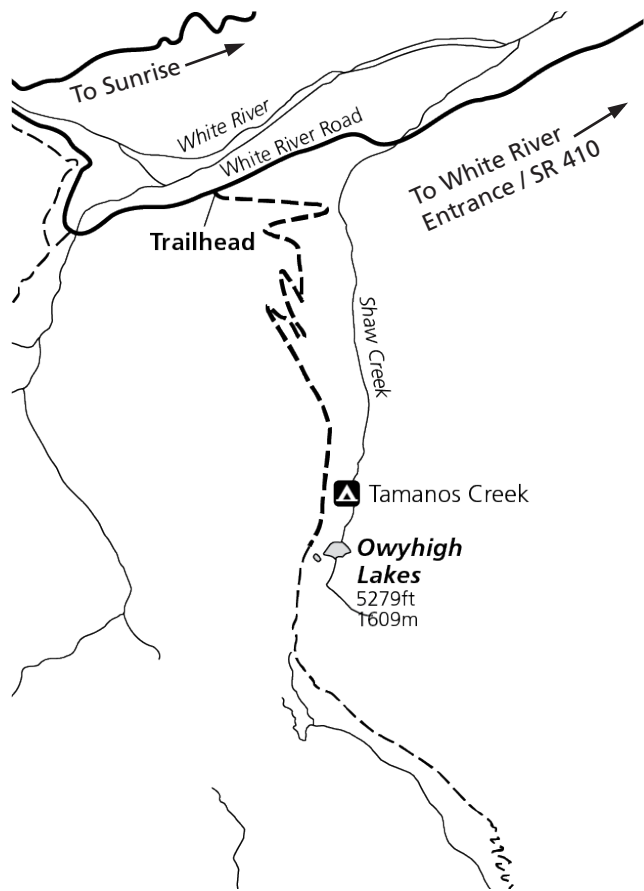 To Sunrise
White River
White River Road
To White River
Entrance / SR 410
Trailhead
Shaw Creek
Tamanos Creek
Owyhigh
Lakes
5279ft
1609m